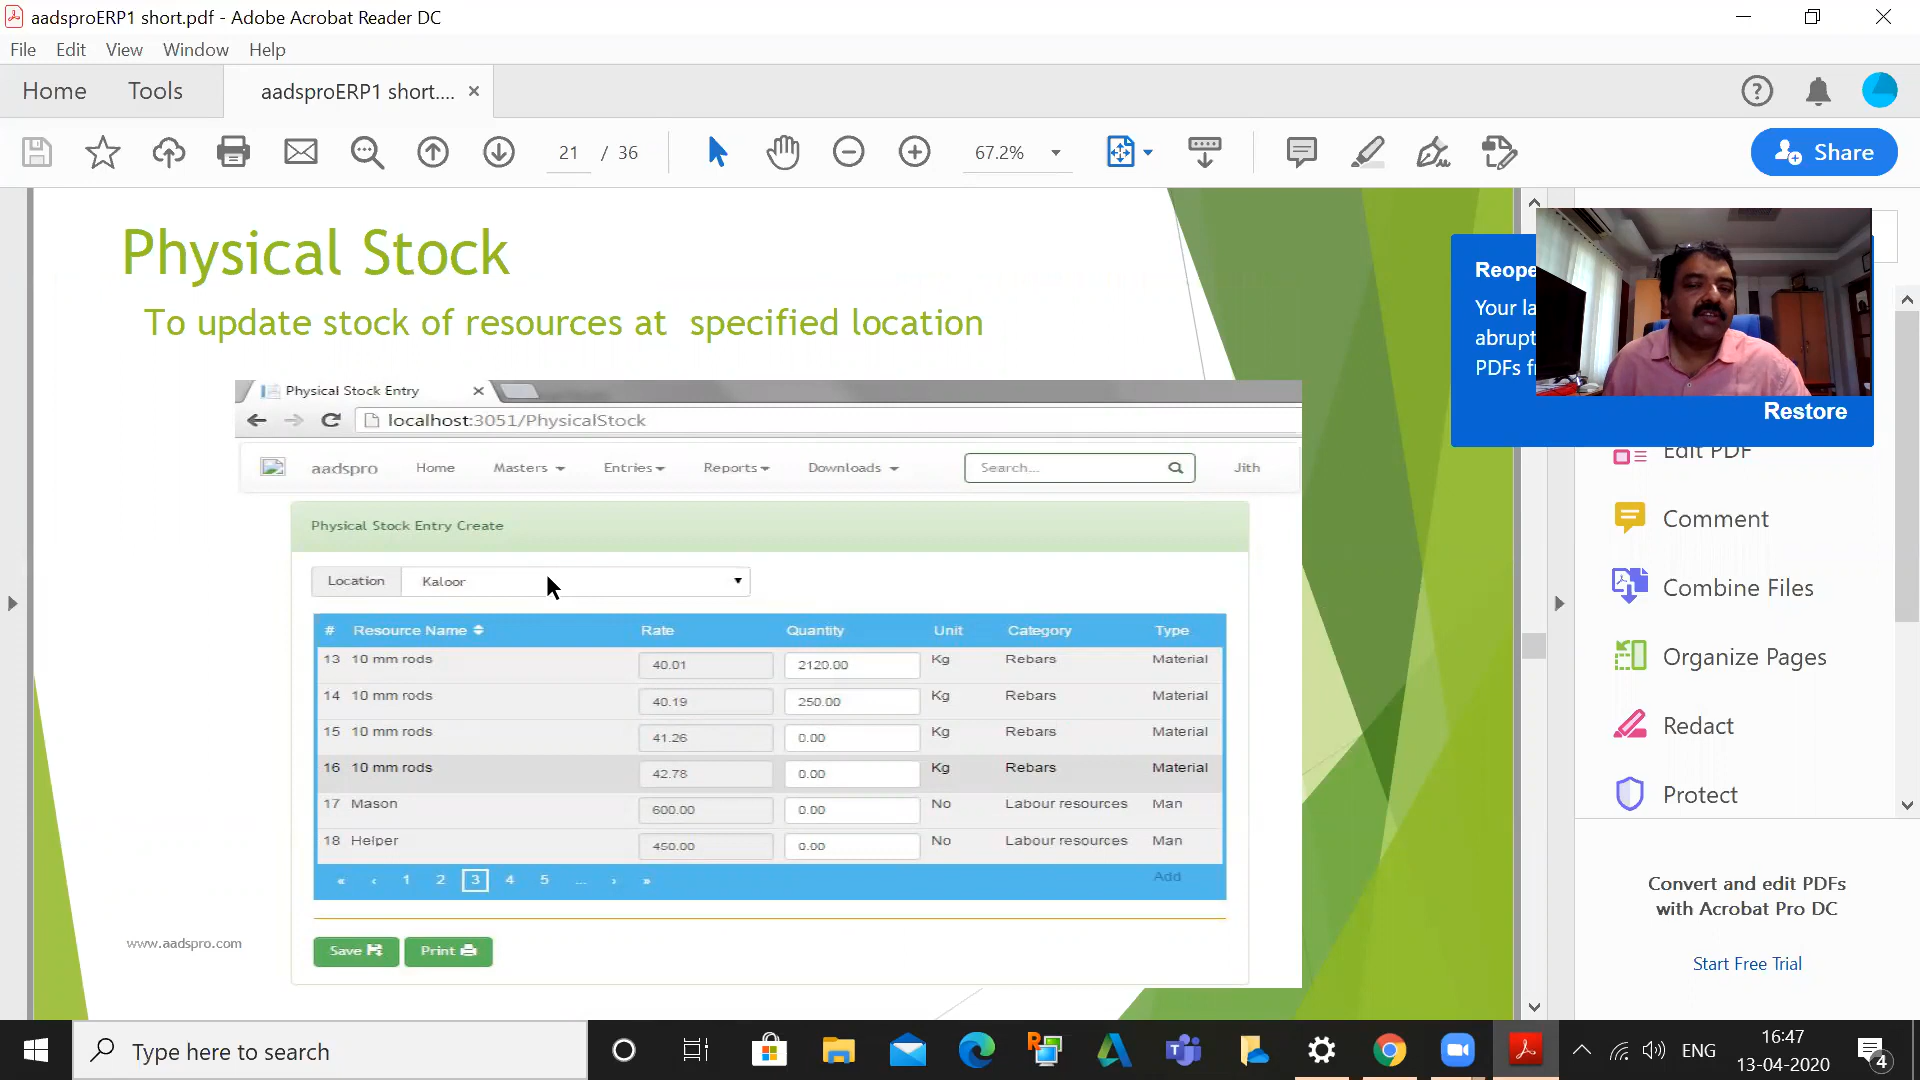 aadsproERP1 short.pdf - Adobe Acrobat Reader DC
File Edit View Window Help
Home Tools aadsproERP1 short....
21 / 36 67.2% Share
Physical Stock
To update stock of resources at specified location
Reope
Your la
abrupt
PDFs f
Restore
Physical Stock Entry
localhost:3051/PhysicalStock
aadspro Home Masters Entries Reports Downloads Search... Jith
Physical Stock Entry Create
Location Kaloor
# Resource Name Rate Quantity Unit Category Type
13 10 mm rods 40.01 2120.00 Kg Rebars Material
14 10 mm rods 40.19 250.00 Kg Rebars Material
15 10 mm rods 41.26 0.00 Kg Rebars Material
16 10 mm rods 42.78 0.00 Kg Rebars Material
17 Mason 600.00 0.00 No Labour resources Man
18 Helper 450.00 0.00 No Labour resources Man
« ‹ 1 2 3 4 5 ... › » Add
Save Print
www.aadspro.com
Edit PDF
Comment
Combine Files
Organize Pages
Redact
Protect
Convert and edit PDFs
with Acrobat Pro DC
Start Free Trial
Type here to search
ENG
16:47
13-04-2020
4